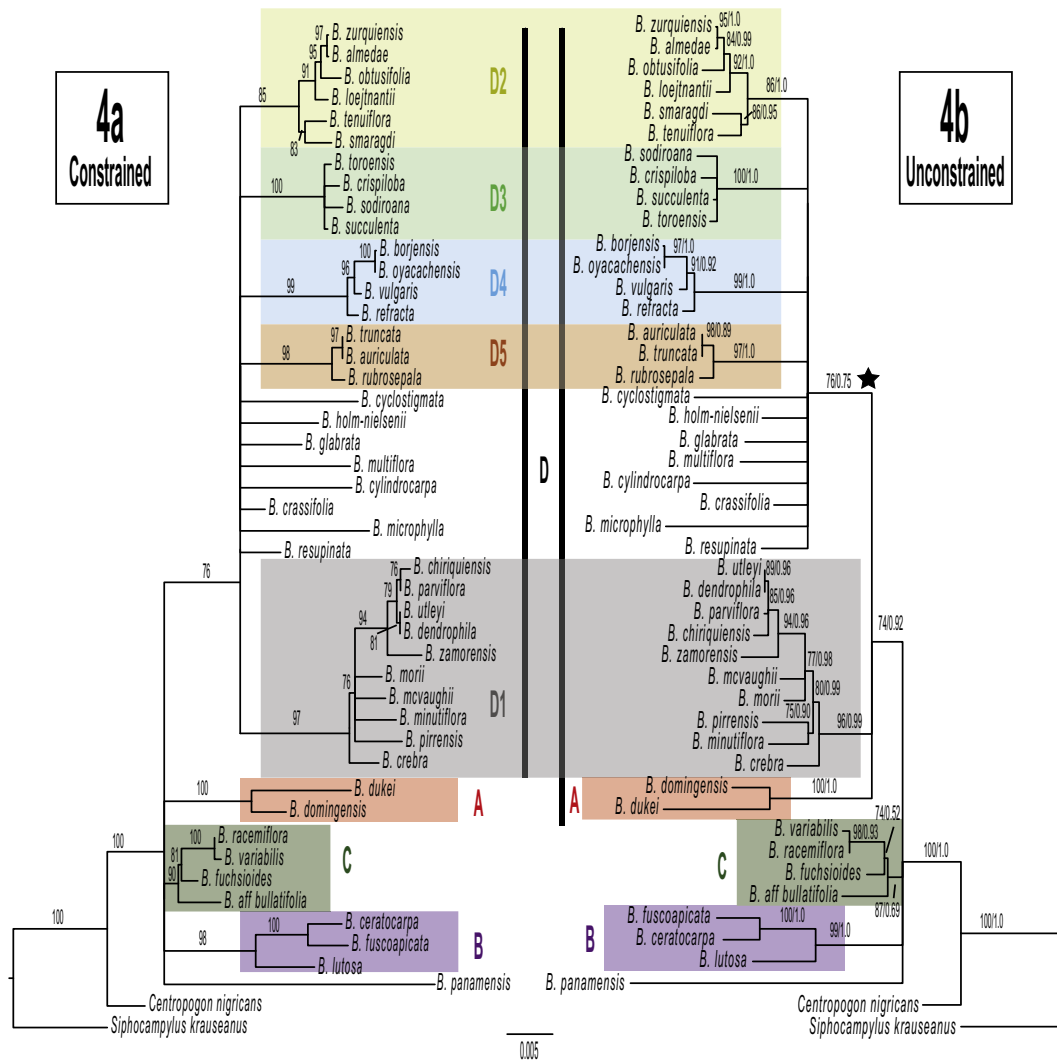 4a
Constrained
97
B. zurquiensis
B. almedae
95
B. obtusifolia
91
B. loejtnantii
85
B. tenuiflora
B. smaragdi
83
D2
B. toroensis
B. crispiloba
100
B. sodiroana
B. succulenta
D3
100
B. borjensis
B. oyacachensis
96
B. vulgaris
99
B. refracta
D4
97
B. truncata
B. auriculata
98
B. rubrosepala
D5
B. cyclostigmata
B. holm-nielsenii
B. glabrata
B. multiflora
B. cylindrocarpa
B. crassifolia
B. microphylla
B. resupinata
76
76
B. chiriquiensis
79
B. parviflora
B. utleyi
94
B. dendrophila
81
B. zamorensis
B. morii
76
B. mcvaughii
B. minutiflora
97
B. pirrensis
B. crebra
D1
100
B. dukei
B. domingensis
A
100
B. racemiflora
81
B. variabilis
90
B. fuchsioides
B. aff bullatifolia
C
100
B. ceratocarpa
100
B. fuscoapicata
98
B. lutosa
B
B. panamensis
100
Centropogon nigricans
Siphocampylus krauseanus
D
0.005
4b
Unconstrained
B. zurquiensis
95/1.0
B. almedae
84/0.99
B. obtusifolia
92/1.0
B. loejtnantii
86/1.0
B. smaragdi
86/0.95
B. tenuiflora
B. sodiroana
B. crispiloba
100/1.0
B. succulenta
B. toroensis
B. borjensis
97/1.0
B. oyacachensis
91/0.92
B. vulgaris
99/1.0
B. refracta
B. auriculata
98/0.89
B. truncata
97/1.0
B. rubrosepala
76/0.75
B. cyclostigmata
B. holm-nielsenii
B. glabrata
B. multiflora
B. cylindrocarpa
B. crassifolia
B. microphylla
B. resupinata
B. utleyi
89/0.96
B. dendrophila
85/0.96
B. parviflora
94/0.96
B. chiriquiensis
74/0.92
B. zamorensis
77/0.98
B. mcvaughii
80/0.99
B. morii
75/0.90
B. pirrensis
96/0.99
B. minutiflora
B. crebra
B. domingensis
100/1.0
A
B. dukei
74/0.52
B. variabilis
98/0.93
B. racemiflora
100/1.0
C
B. fuchsioides
B. aff bullatifolia
87/0.69
B. fuscoapicata
100/1.0
B
B. ceratocarpa
99/1.0
100/1.0
B. lutosa
B. panamensis
Centropogon nigricans
Siphocampylus krauseanus